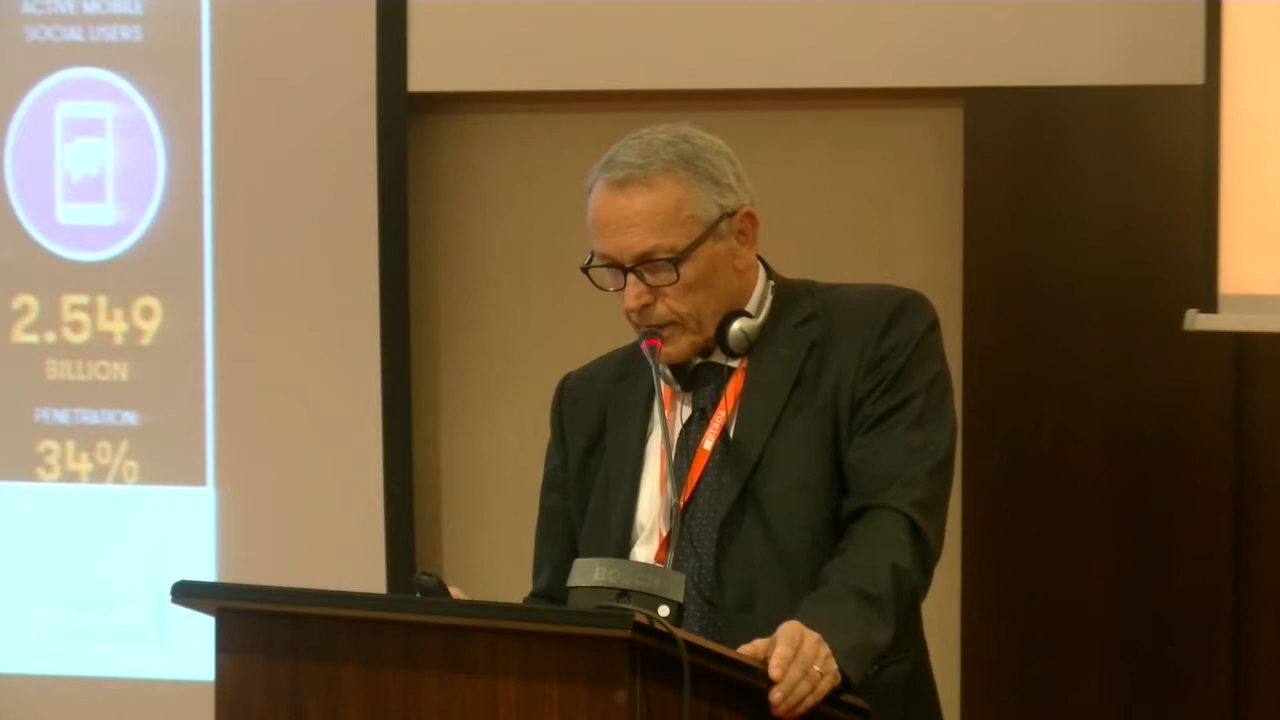 ACTIVE MOBILE
SOCIAL USERS
2.549
BILLION
PENETRATION:
34%
BOSCH